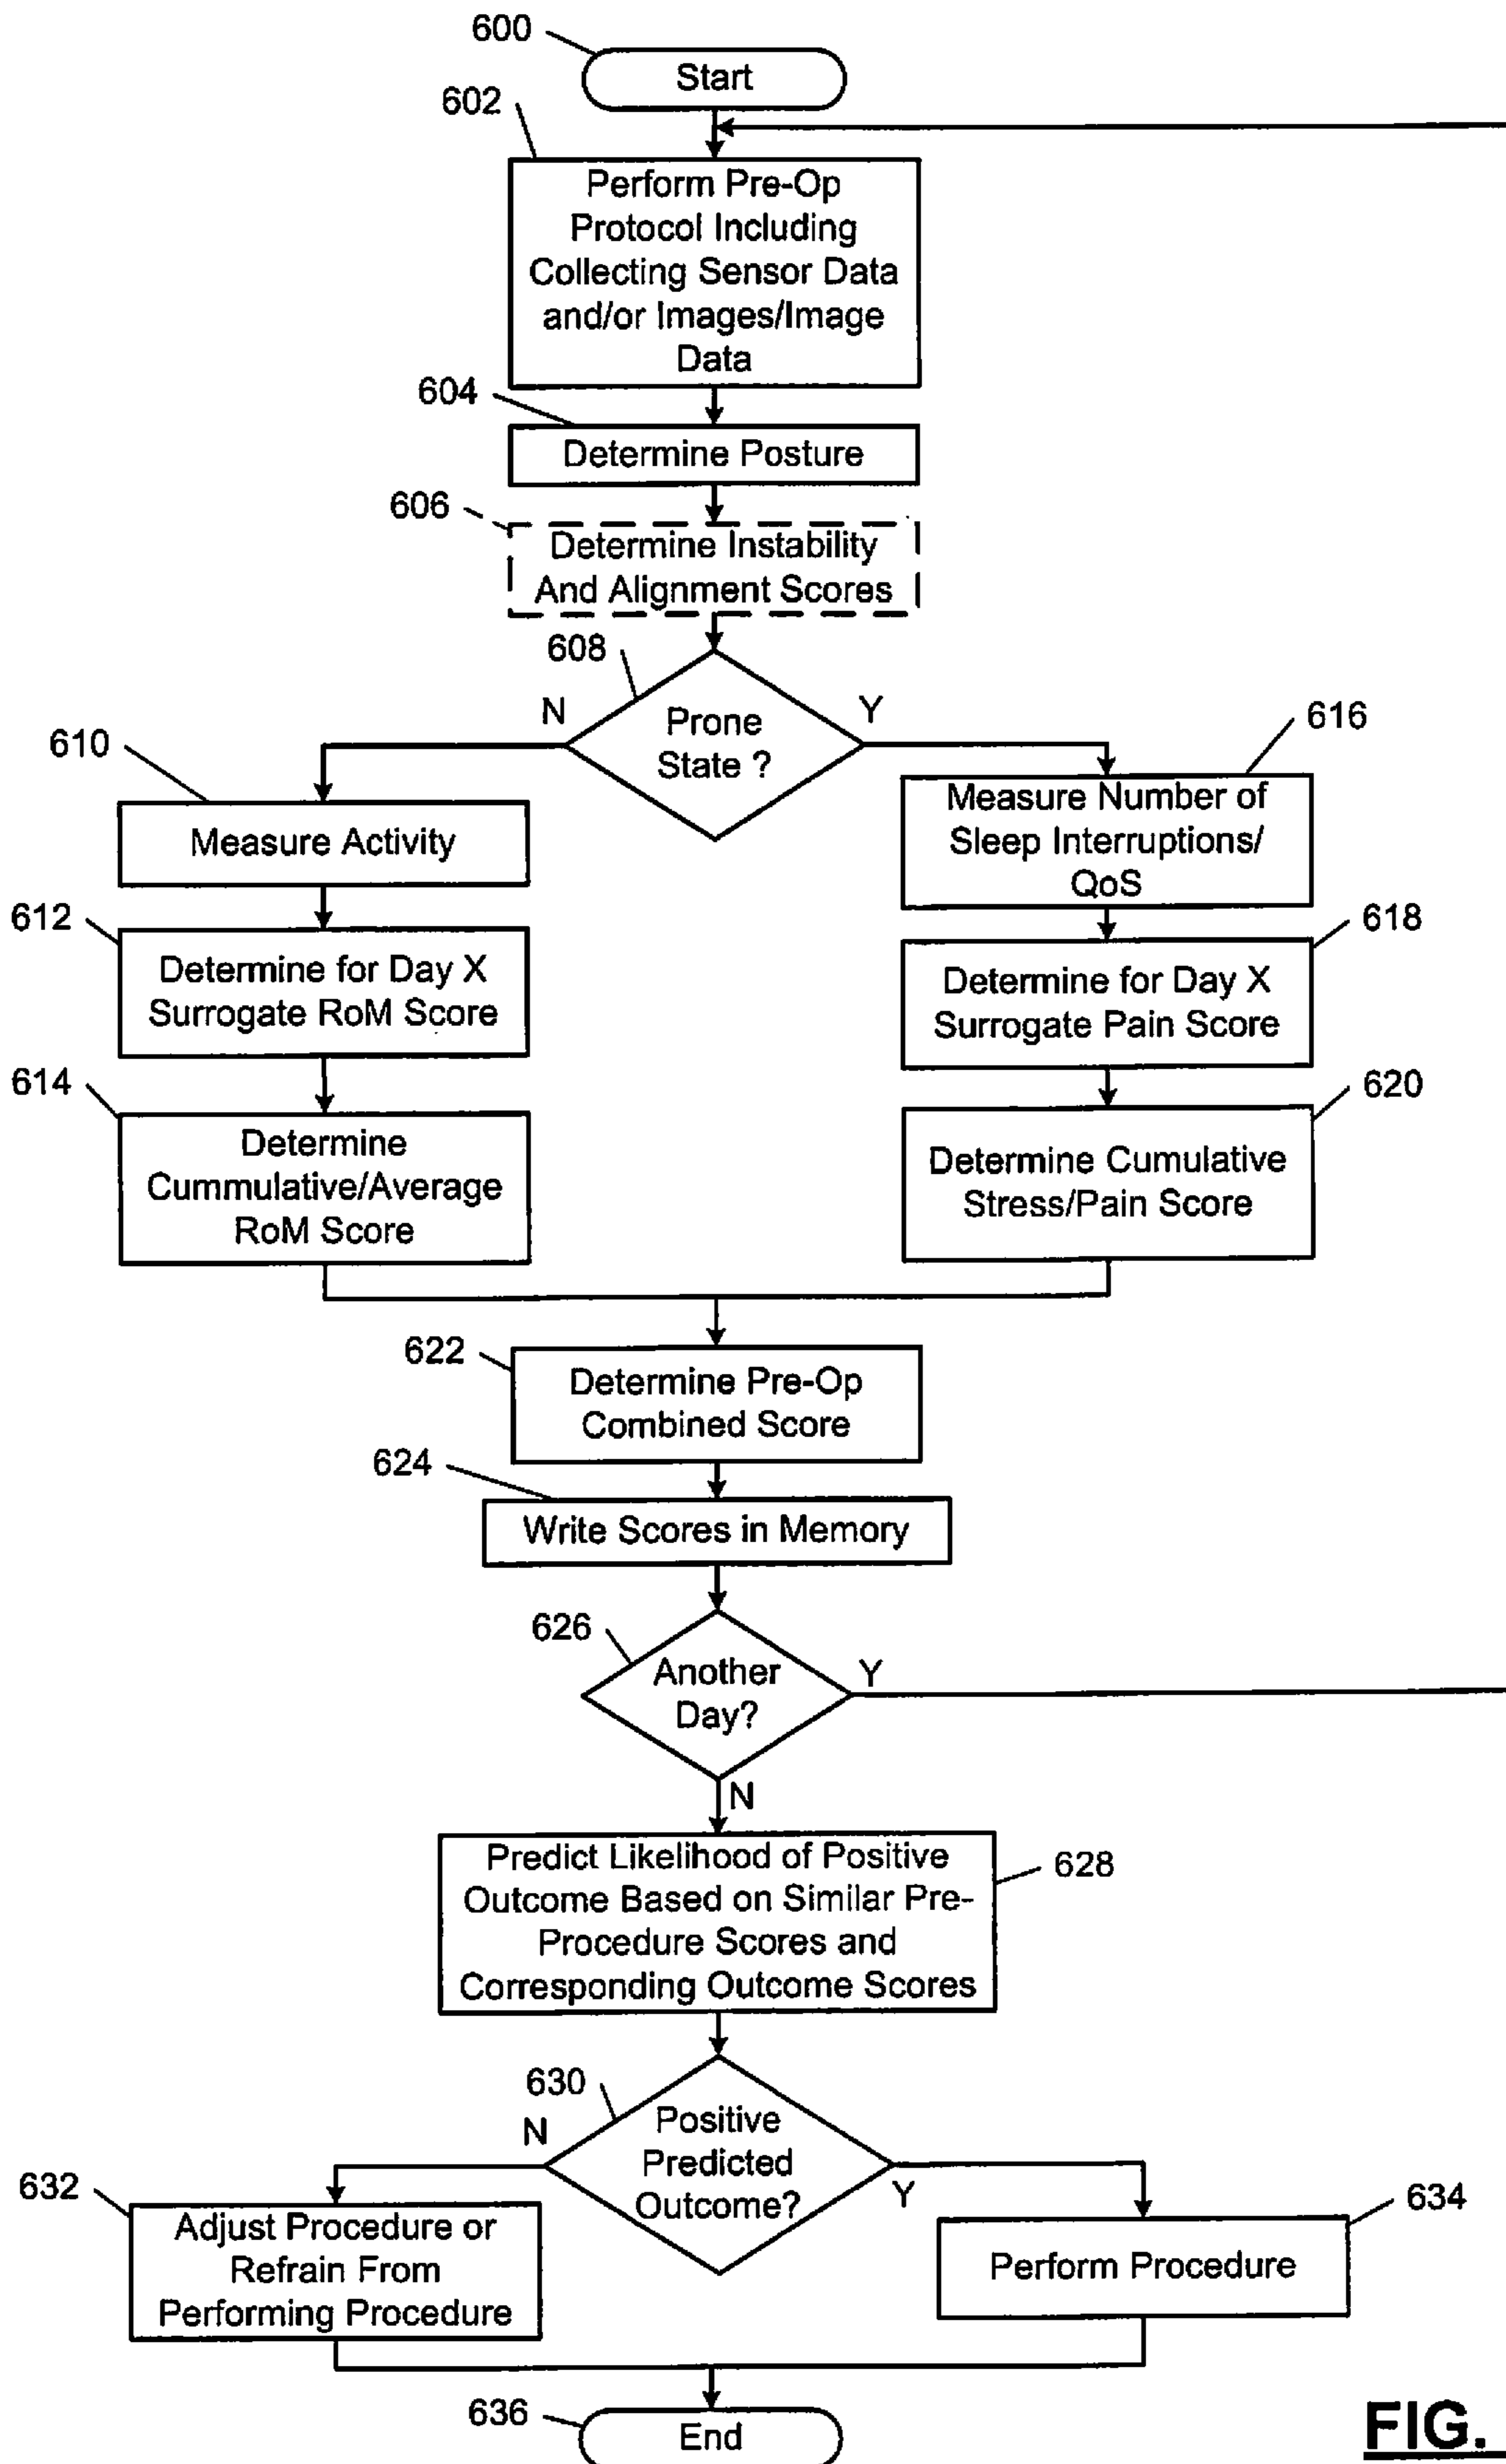 600
Start
602
Perform Pre-Op
Protocol Including
Collecting Sensor Data
and/or Images/Image
Data
604
Determine Posture
606
Determine Instability
And Alignment Scores
608
N
Prone
State ?
Y
610
Measure Activity
616
Measure Number of
Sleep Interruptions/
QoS
612
Determine for Day X
Surrogate RoM Score
618
Determine for Day X
Surrogate Pain Score
614
Determine
Cummulative/Average
RoM Score
620
Determine Cumulative
Stress/Pain Score
622
Determine Pre-Op
Combined Score
624
Write Scores in Memory
626
Another
Day?
Y
N
Predict Likelihood of Positive
Outcome Based on Similar Pre-
Procedure Scores and
Corresponding Outcome Scores
628
630
N
Positive
Predicted
Outcome?
Y
632
Adjust Procedure or
Refrain From
Performing Procedure
634
Perform Procedure
636
End
FIG.